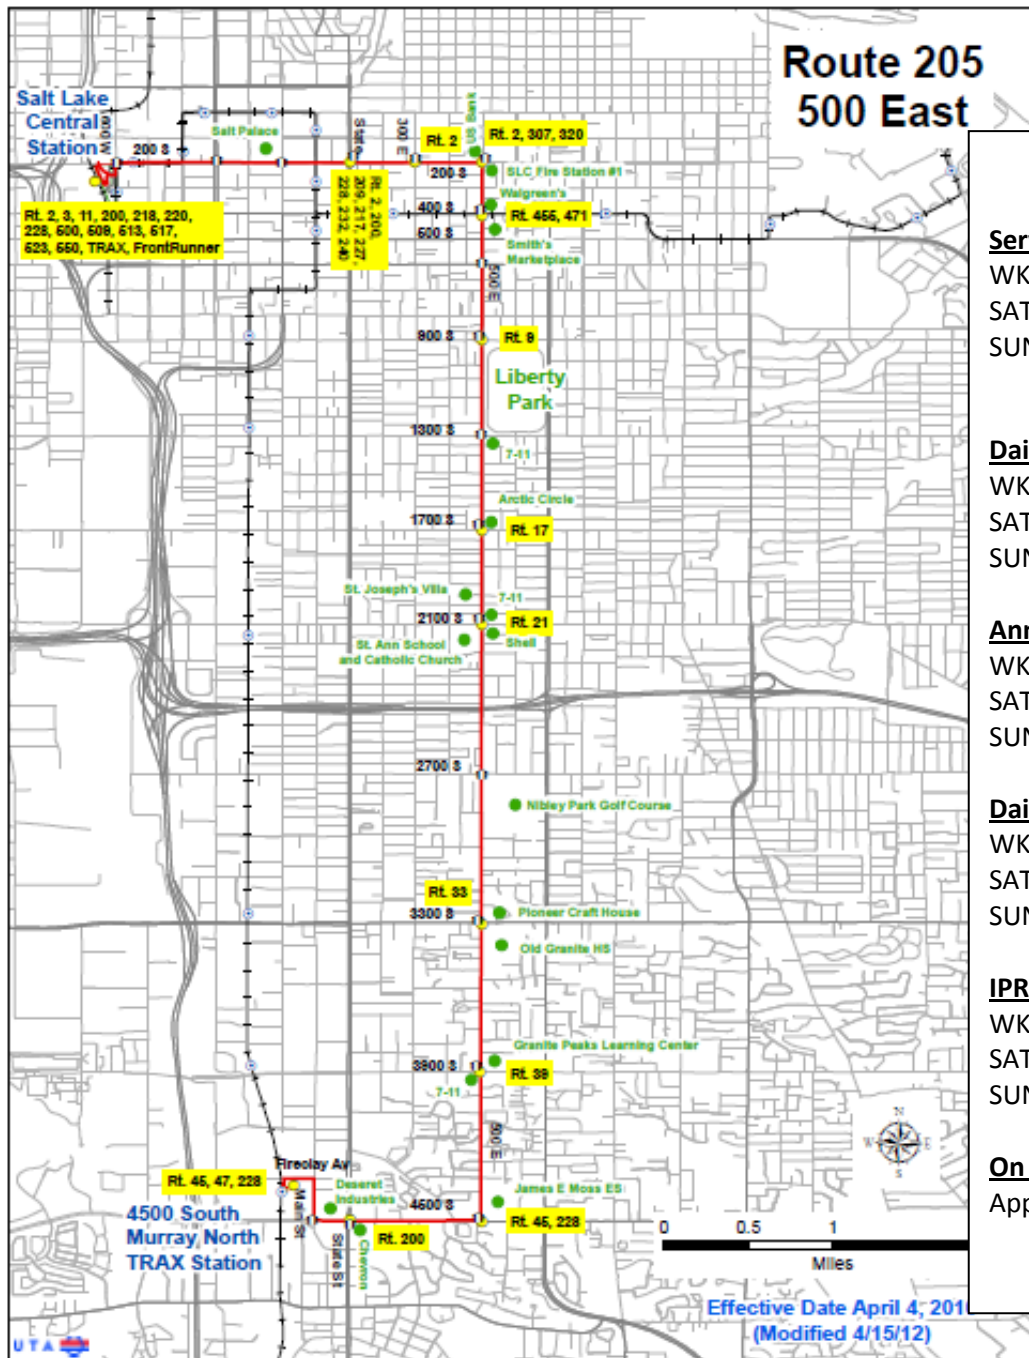 Route 205
500 East
Salt Lake
Central
Station
600 W
200 S
Salt Palace
State
300 E
Rt. 2
Rt. 2, 307, 320
200 S
SLC Fire Station #1
Walgreen's
400 S
Rt. 455, 471
600 S
Smith's
Marketplace
500 E
Rt. 2, 3, 11, 200, 218, 220,
228, 500, 509, 513, 517,
523, 550, TRAX, FrontRunner
Rt. 2, 200,
209, 217, 227,
228, 232, 240
900 S
Rt. 9
Liberty
Park
1300 S
7-11
Arctic Circle
1700 S
Rt. 17
St. Joseph's Villa
7-11
2100 S
Rt. 21
St. Ann School
and Catholic Church
Shell
2700 S
Nibley Park Golf Course
Rt. 33
3300 S
Pioneer Craft House
Old Granite HS
Granite Peaks Learning Center
3900 S
Rt. 39
7-11
500 E
Fireclay Av
Rt. 45, 47, 228
Main St
Deseret
Industries
James E Moss ES
4500 S
Rt. 45, 228
4500 South
Murray North
TRAX Station
State St
Chevron
Rt. 200
N
W E
S
0 0.5 1
Miles
Effective Date April 4, 201
(Modified 4/15/12)
UTA
Ser
WK
SAT
SUN
Dai
WK
SAT
SUN
Ann
WK
SAT
SUN
Dai
WK
SAT
SUN
IPR
WK
SAT
SUN
On
App